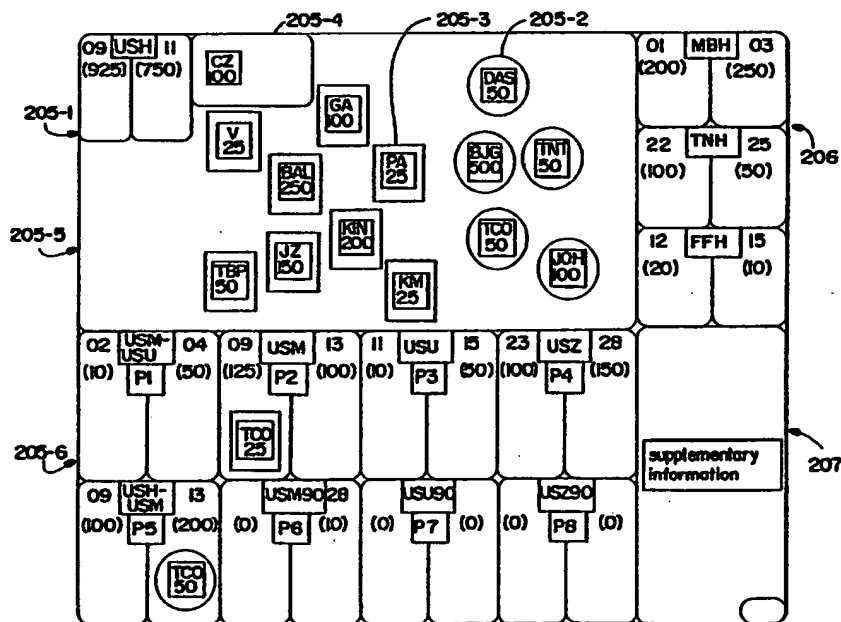 205-4
205-3
205-2
09 USH 11
(925) (750)
CZ
100
01 MBH 03
(200) (250)
DAS
50
GA
100
205-1
V
25
BJG
500
TNT
50
206
PA
25
22 TNH 25
(100) (50)
BAL
250
205-5
KIN
200
TCO
50
12 FFH 15
(20) (10)
JZ
150
TBP
50
JOH
100
KM
25
02 USM-USU 04
(10) P1 (50)
09 USM 13
(125) P2 (100)
11 USU 15
(10) P3 (50)
23 USZ 28
(100) P4 (150)
TCO
25
205-6
207
supplementary
information
09 USH-USM 13
(100) P5 (200)
USM90 28
(0) P6 (10)
USU90
(0) P7 (0)
USZ90
(0) P8 (0)
TCO
50